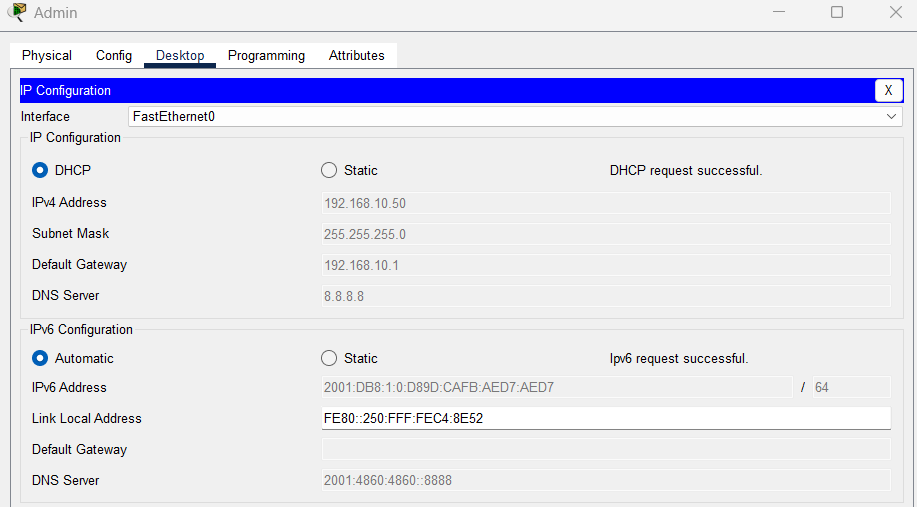 Admin
Physical Config Desktop Programming Attributes
IP Configuration X
Interface FastEthernet0
IP Configuration
DHCP Static DHCP request successful.
IPv4 Address 192.168.10.50
Subnet Mask 255.255.255.0
Default Gateway 192.168.10.1
DNS Server 8.8.8.8
IPv6 Configuration
Automatic Static Ipv6 request successful.
IPv6 Address 2001:DB8:1:0:D89D:CAFB:AED7:AED7 / 64
Link Local Address FE80::250:FFF:FEC4:8E52
Default Gateway
DNS Server 2001:4860:4860::8888